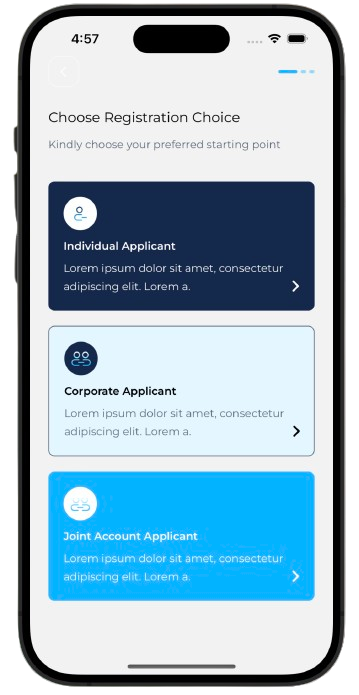 4:57
Choose Registration Choice
Kindly choose your preferred starting point
Individual Applicant
Lorem ipsum dolor sit amet, consectetur
adipiscing elit. Lorem a.
Corporate Applicant
Lorem ipsum dolor sit amet, consectetur
adipiscing elit. Lorem a.
Joint Account Applicant
Lorem ipsum dolor sit amet, consectetur
adipiscing elit. Lorem a.